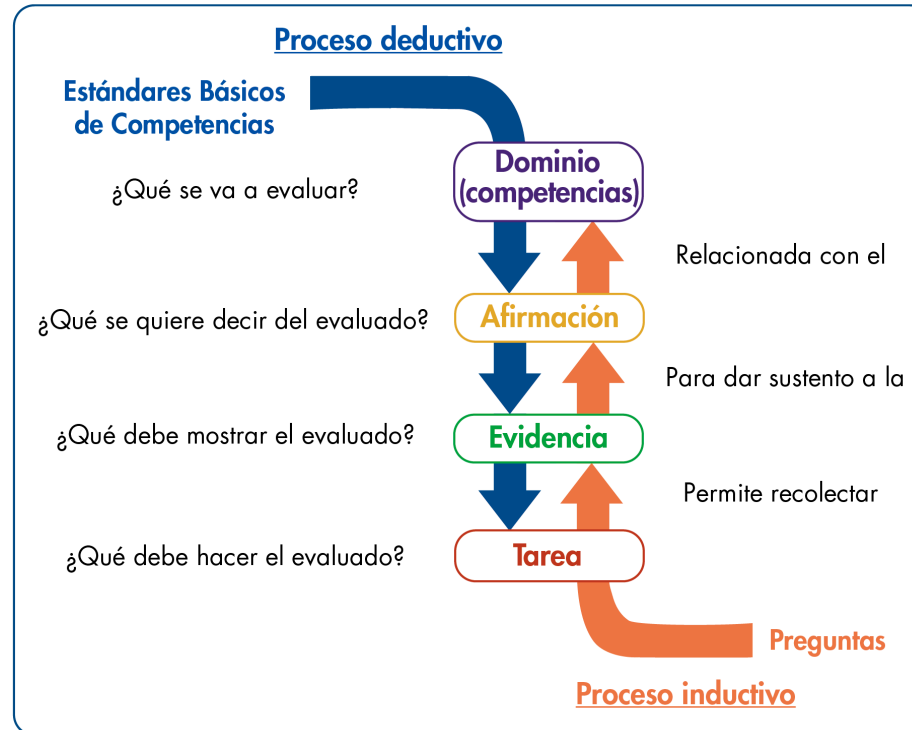 Proceso deductivo
Estándares Básicos
de Competencias
Dominio
(competencias)
¿Qué se va a evaluar?
Relacionada con el
Afirmación
¿Qué se quiere decir del evaluado?
Para dar sustento a la
Evidencia
¿Qué debe mostrar el evaluado?
Permite recolectar
Tarea
¿Qué debe hacer el evaluado?
Preguntas
Proceso inductivo